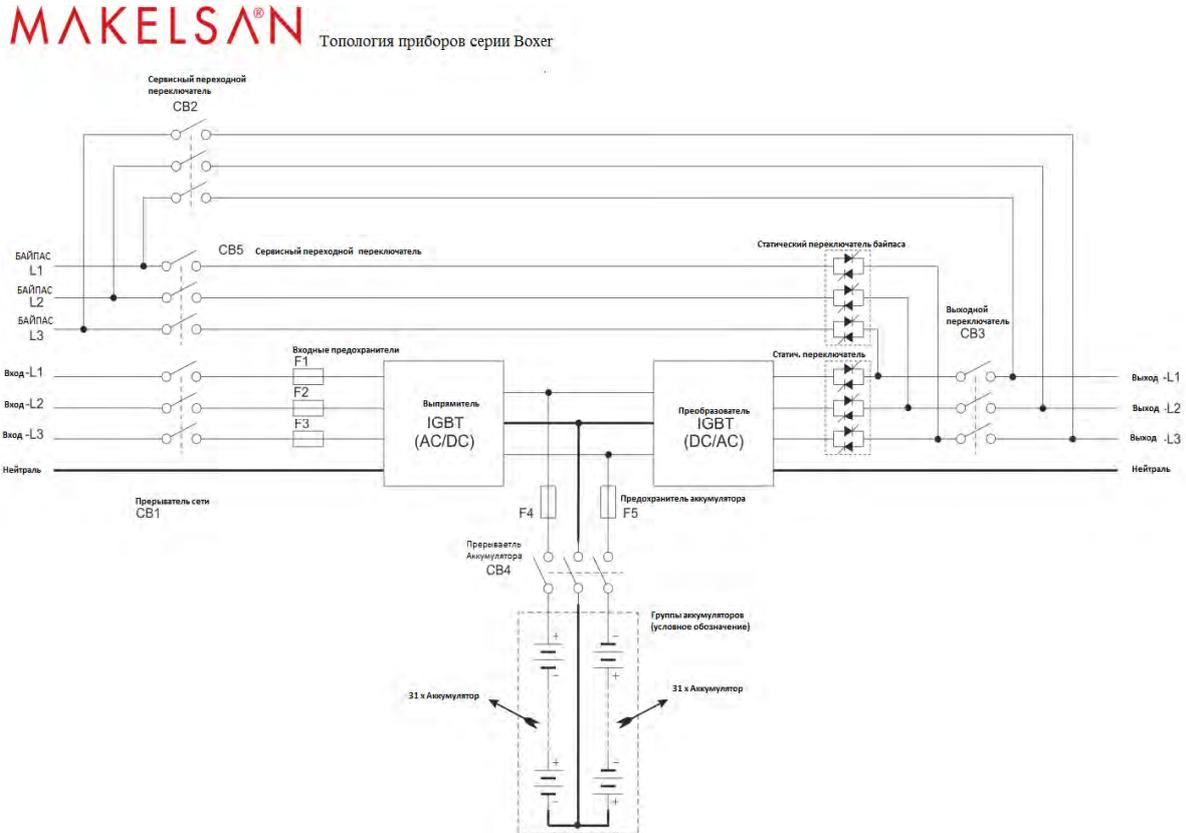 MAKELSAN®
Топология приборов серии Boxer
Сервисный переходной
переключатель
CB2
CB5
Сервисный переходной переключатель
Статический переключатель байпаса
БАЙПАС
L1
БАЙПАС
L2
БАЙПАС
L3
Выходной
переключатель
CB3
Входные предохранители
F1
F2
F3
Статич. переключатель
Вход -L1
Вход -L2
Вход -L3
Нейтраль
Выпрямитель
IGBT
(AC/DC)
Преобразователь
IGBT
(DC/AC)
Выход -L1
Выход -L2
Выход -L3
Нейтраль
Прерыватель сети
CB1
F4
F5
Предохранитель аккумулятора
Прерываетль
Аккумулятора
CB4
Группы аккумуляторов
(условное обозначение)
+
-
-
+
31 x Аккумулятор
31 x Аккумулятор
+
-
-
+